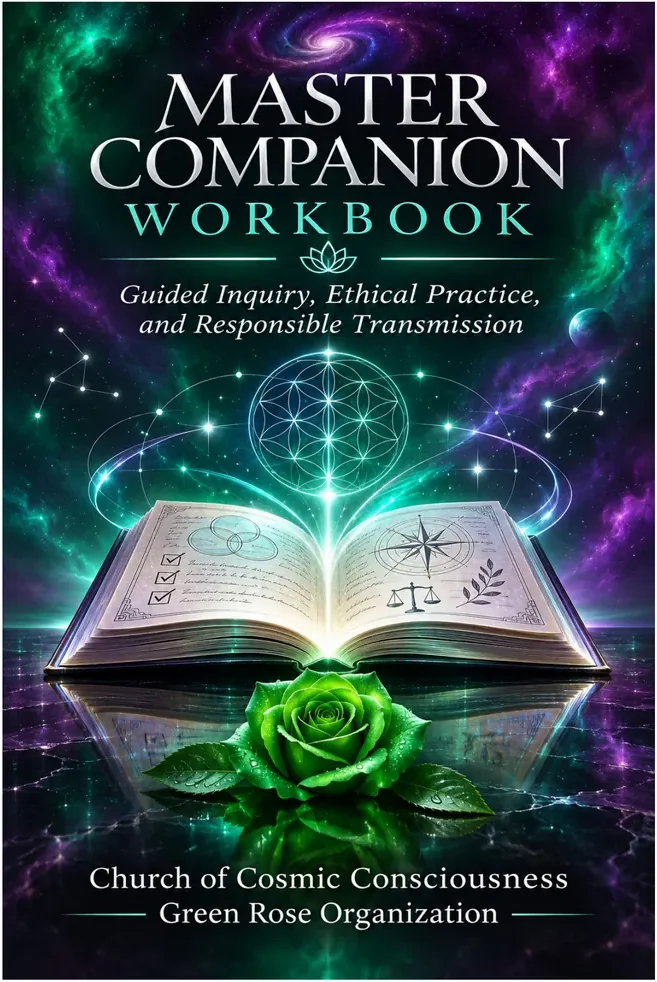 MASTER
COMPANION
WORKBOOK
Guided Inquiry, Ethical Practice,
and Responsible Transmission
Church of Cosmic Consciousness
Green Rose Organization